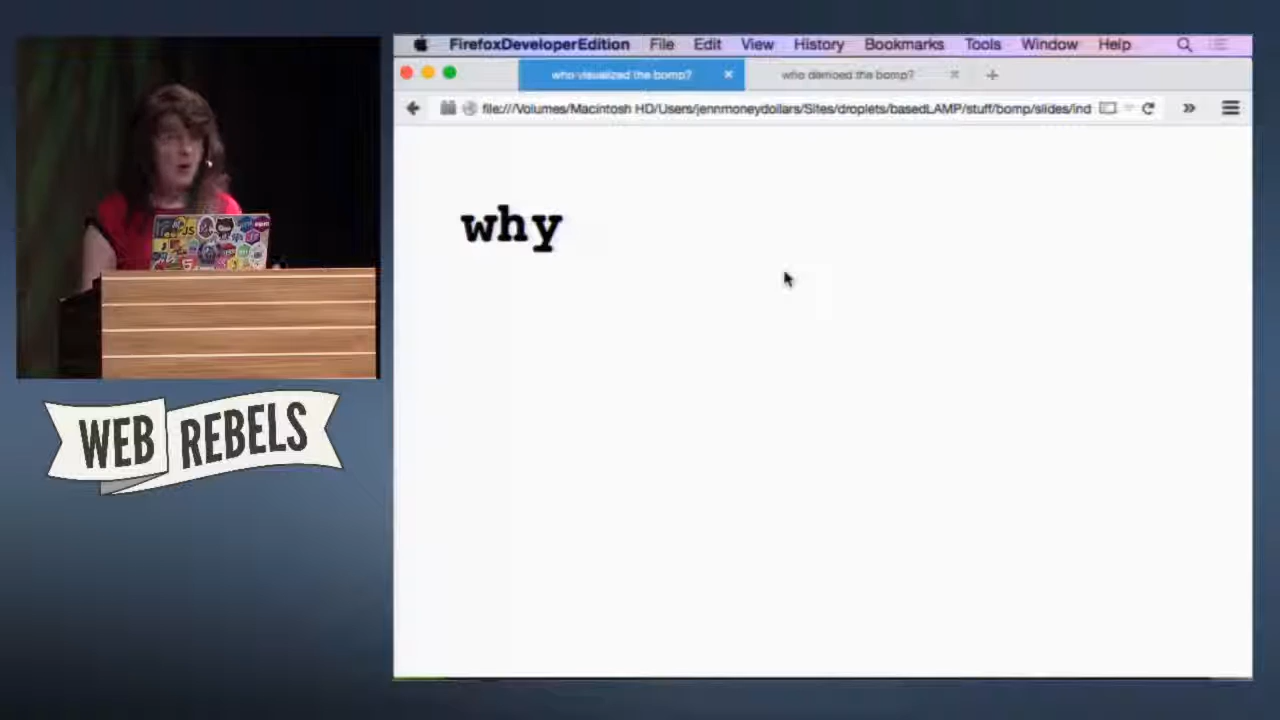 FirefoxDeveloperEdition File Edit View History Bookmarks Tools Window Help
who visualized the bomp?
who demoed the bomp?
file:///Volumes/Macintosh HD/Users/jennmoneydollars/Sites/droplets/basedLAMP/stuff/bomp/slides/ind
why
JS
WEB REBELS